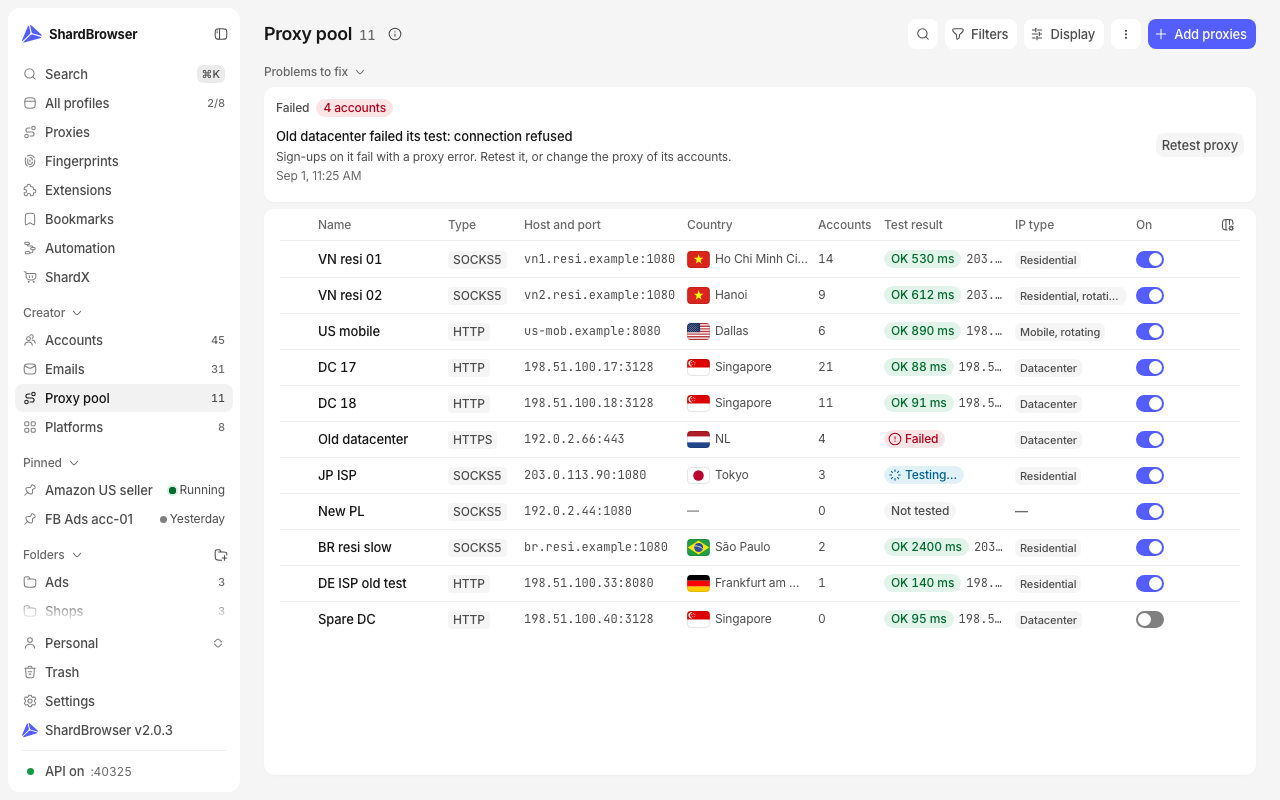 ShardBrowser
Search ⌘K
All profiles 2/8
Proxies
Fingerprints
Extensions
Bookmarks
Automation
ShardX
Creator
Accounts 45
Emails 31
Proxy pool 11
Platforms 8
Pinned
Amazon US seller Running
FB Ads acc-01 Yesterday
Folders
Ads 3
Shops 3
Personal
Trash
Settings
ShardBrowser v2.0.3
API on :40325
Proxy pool 11
Filters
Display
Add proxies
Problems to fix
Failed 4 accounts
Old datacenter failed its test: connection refused
Sign-ups on it fail with a proxy error. Retest it, or change the proxy of its accounts.
Sep 1, 11:25 AM
Retest proxy
Name Type Host and port Country Accounts Test result IP type On
VN resi 01 SOCKS5 vn1.resi.example:1080 Ho Chi Minh Ci... 14 OK 530 ms 203.... Residential
VN resi 02 SOCKS5 vn2.resi.example:1080 Hanoi 9 OK 612 ms 203.... Residential, rotati...
US mobile HTTP us-mob.example:8080 Dallas 6 OK 890 ms 198.... Mobile, rotating
DC 17 HTTP 198.51.100.17:3128 Singapore 21 OK 88 ms 198.5... Datacenter
DC 18 HTTP 198.51.100.18:3128 Singapore 11 OK 91 ms 198.5... Datacenter
Old datacenter HTTPS 192.0.2.66:443 NL 4 Failed Datacenter
JP ISP SOCKS5 203.0.113.90:1080 Tokyo 3 Testing... Residential
New PL SOCKS5 192.0.2.44:1080 — 0 Not tested —
BR resi slow SOCKS5 br.resi.example:1080 São Paulo 2 OK 2400 ms 203... Residential
DE ISP old test HTTP 198.51.100.33:8080 Frankfurt am ... 1 OK 140 ms 198.... Residential
Spare DC HTTP 198.51.100.40:3128 Singapore 0 OK 95 ms 198.5... Datacenter